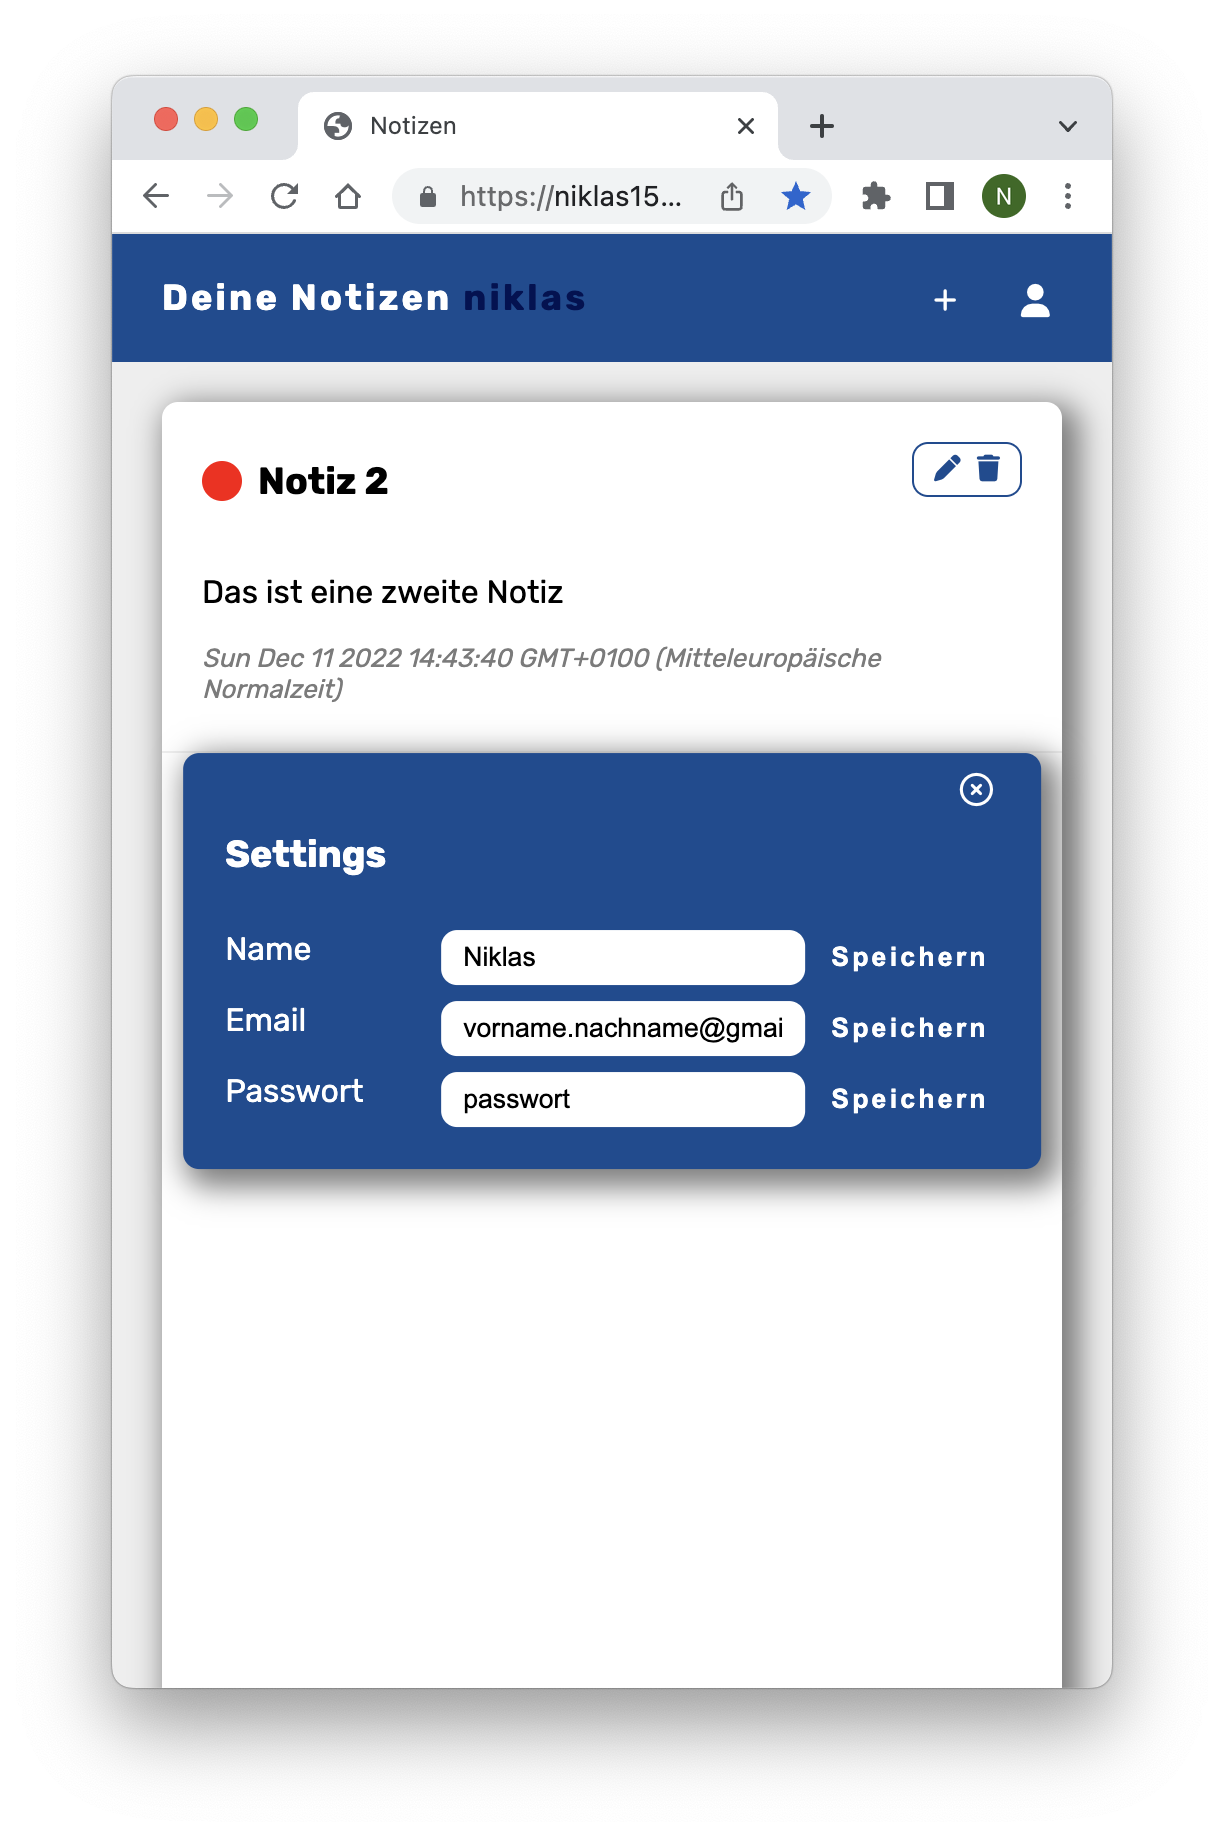 Notizen
https://niklas15...
N
Deine Notizen niklas
Notiz 2
Das ist eine zweite Notiz
Sun Dec 11 2022 14:43:40 GMT+0100 (Mitteleuropäische
Normalzeit)
Settings
Name Niklas Speichern
Email vorname.nachname@gmai Speichern
Passwort passwort Speichern